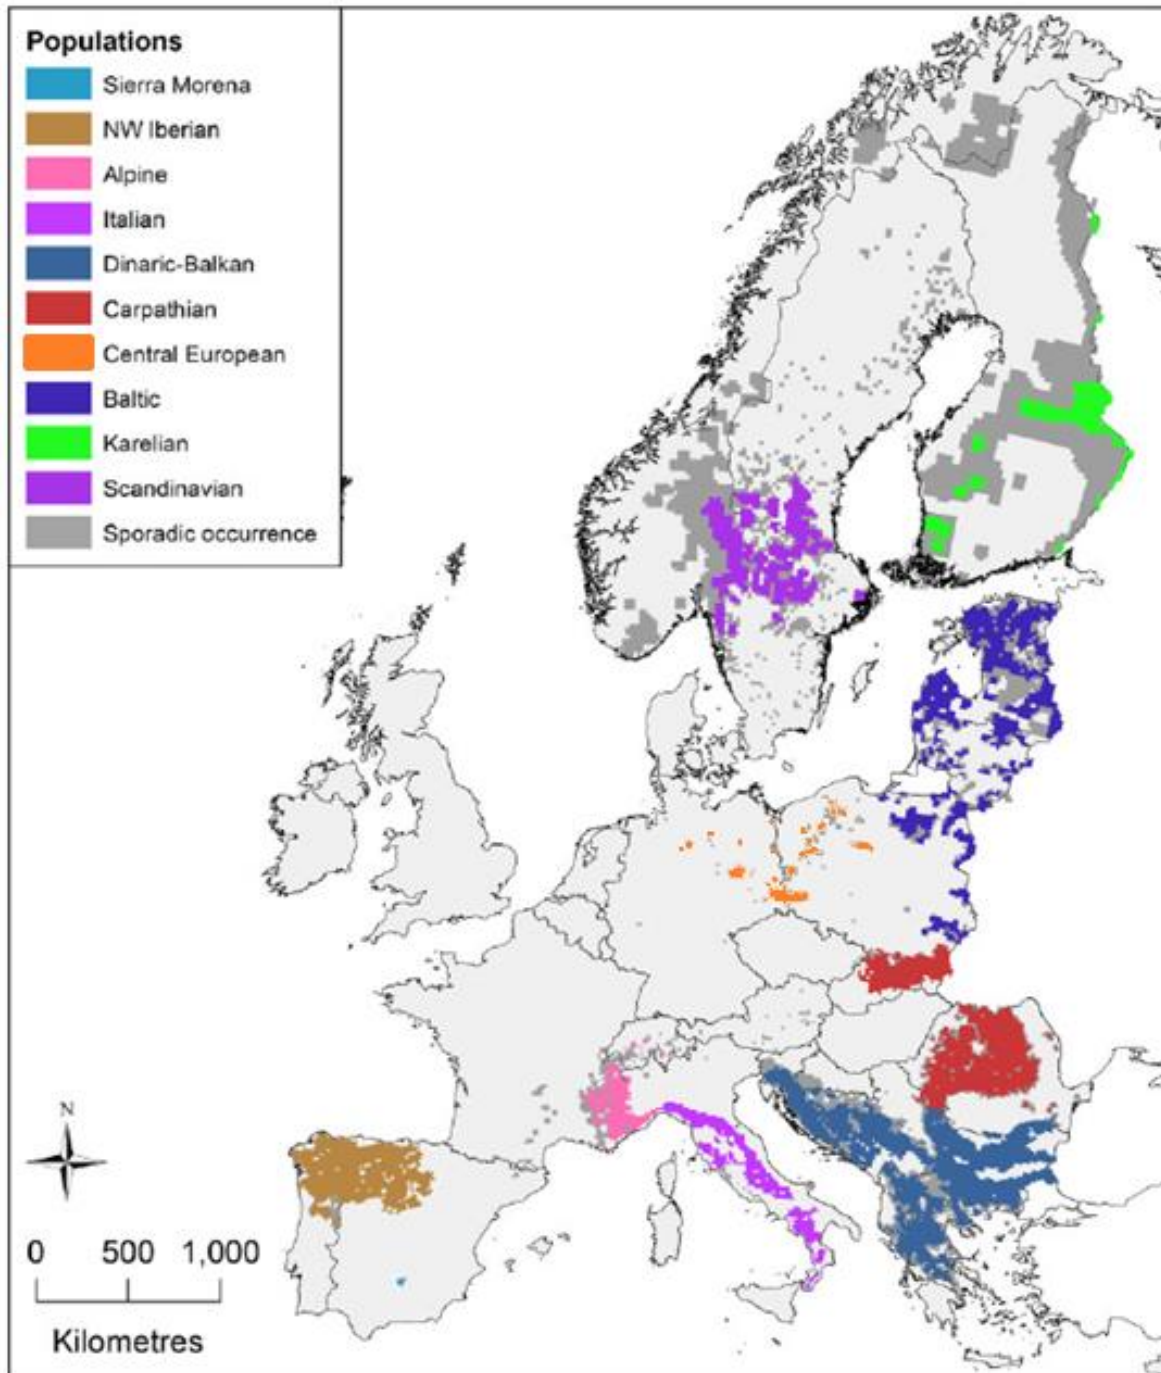 Populations
Sierra Morena
NW Iberian
Alpine
Italian
Dinaric-Balkan
Carpathian
Central European
Baltic
Karelian
Scandinavian
Sporadic occurrence
N
0 500 1,000
Kilometres